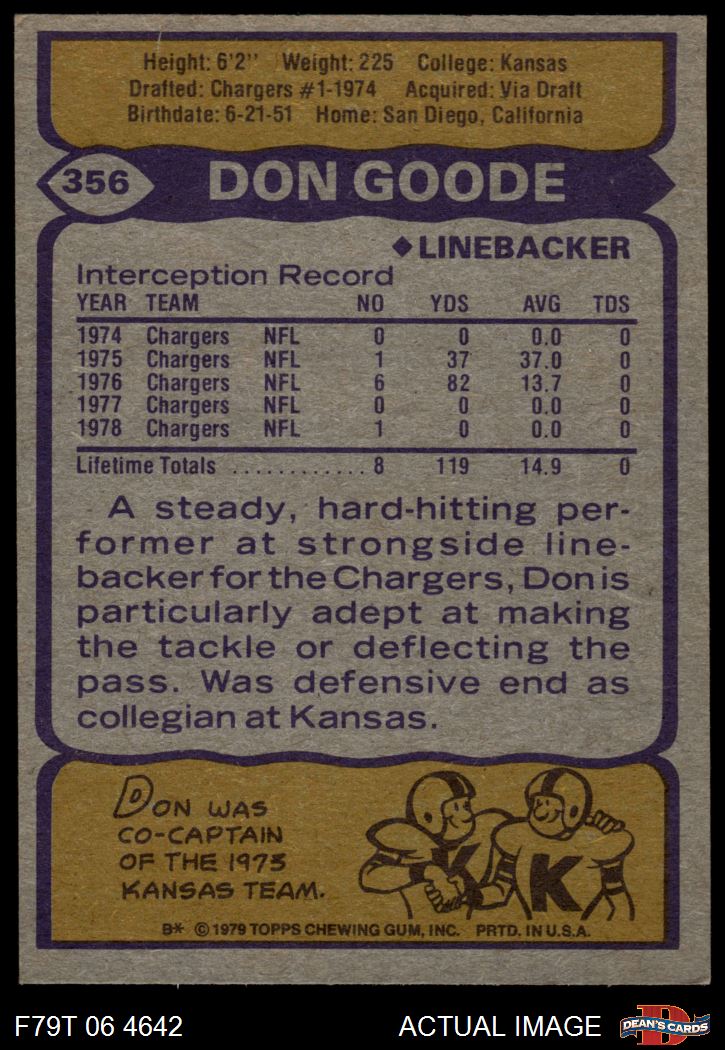 Height: 6'2" Weight: 225 College: Kansas
Drafted: Chargers #1-1974 Acquired: Via Draft
Birthdate: 6-21-51 Home: San Diego, California
356 DON GOODE
◆LINEBACKER
Interception Record
YEAR TEAM NO YDS AVG TDS
1974 Chargers NFL 0 0 0.0 0
1975 Chargers NFL 1 37 37.0 0
1976 Chargers NFL 6 82 13.7 0
1977 Chargers NFL 0 0 0.0 0
1978 Chargers NFL 1 0 0.0 0
Lifetime Totals ............ 8 119 14.9 0
A steady, hard-hitting per-
former at strongside line-
backer for the Chargers, Don is
particularly adept at making
the tackle or deflecting the
pass. Was defensive end as
collegian at Kansas.
DON WAS
CO-CAPTAIN
OF THE 1973
KANSAS TEAM.
K K
B* © 1979 TOPPS CHEWING GUM, INC. PRTD. IN U.S.A.
F79T 06 4642 ACTUAL IMAGE D DEAN'S CARDS